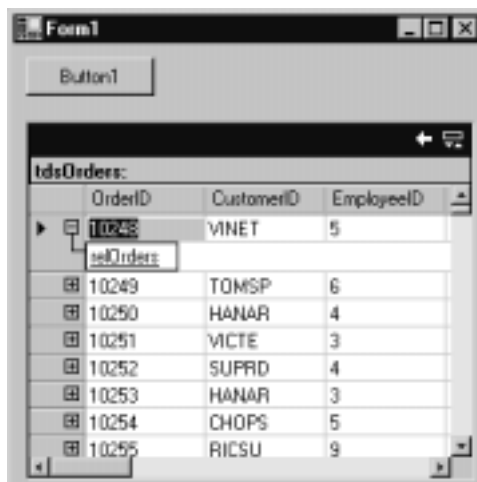 Form1
Button1
tdsOrders:
OrderID CustomerID EmployeeID
10248 VINET 5
relOrders
10249 TOMSP 6
10250 HANAR 4
10251 VICTE 3
10252 SUPRD 4
10253 HANAR 3
10254 CHOPS 5
10255 RICSU 9